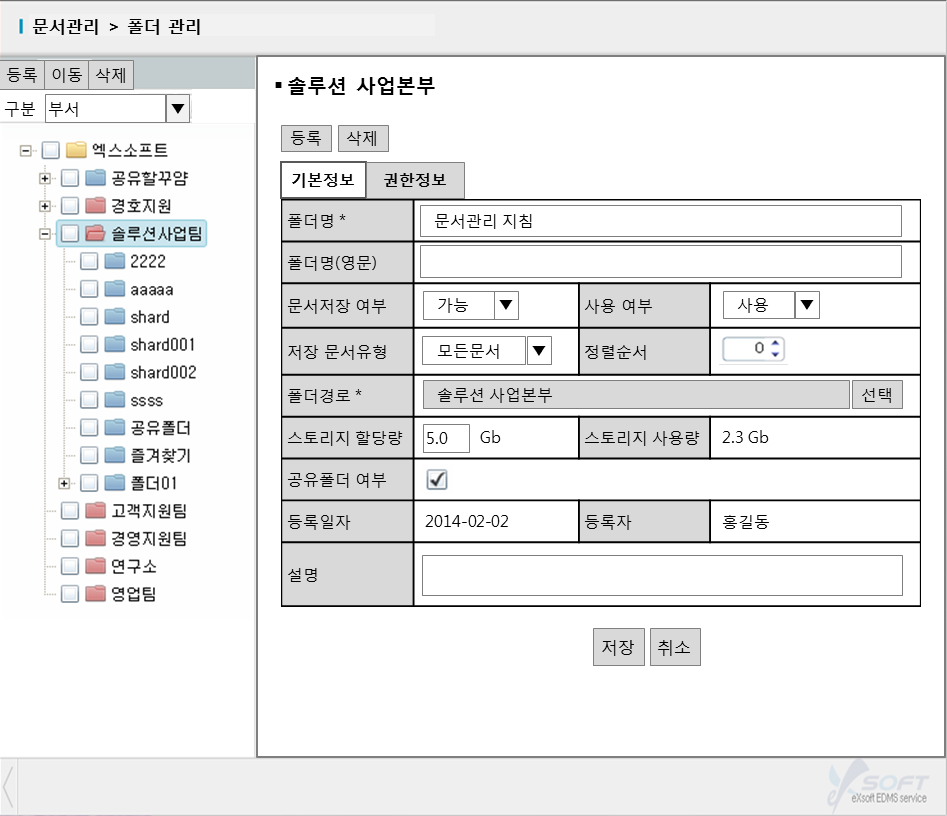 문서관리 > 폴더 관리
등록 이동 삭제
구분 부서
엑스소프트
공유할꾸얌
경호지원
솔루션사업팀
2222
aaaaa
shard
shard001
shard002
ssss
공유폴더
즐겨찾기
폴더01
고객지원팀
경영지원팀
연구소
영업팀
솔루션 사업본부
등록 삭제
기본정보 권한정보
폴더명 * 문서관리 지침
폴더명(영문)
문서저장 여부 가능 사용 여부 사용
저장 문서유형 모든문서 정렬순서 0
폴더경로 * 솔루션 사업본부 선택
스토리지 할당량 5.0 Gb 스토리지 사용량 2.3 Gb
공유폴더 여부
등록일자 2014-02-02 등록자 홍길동
설명
저장 취소
eXSOFT
eXsoft EDMS service